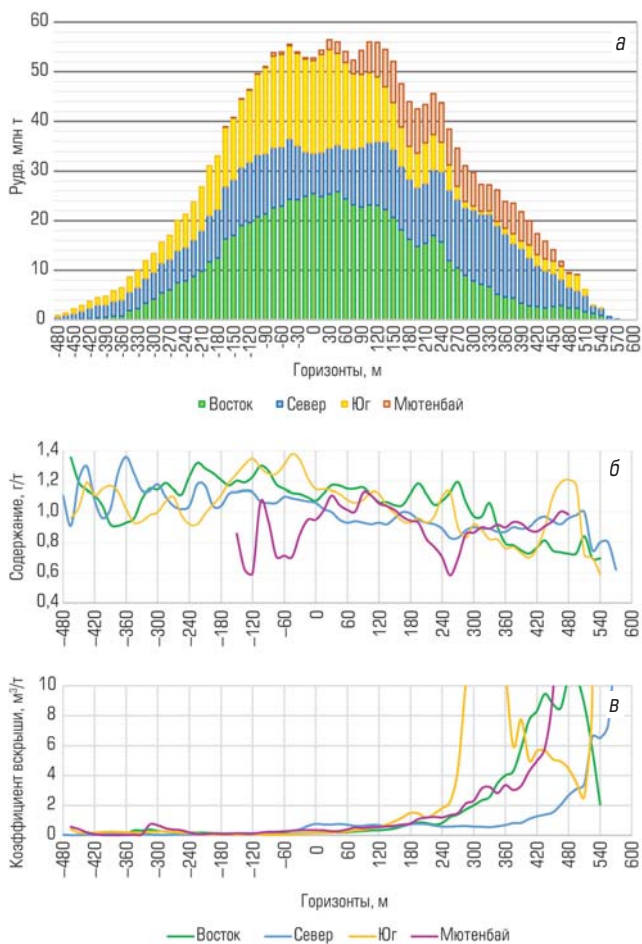 а
60
50
40
30
20
10
0
Руда, млн т
-480 -450 -420 -390 -360 -330 -300 -270 -240 -210 -180 -150 -120 -90 -60 -30 0 30 60 90 120 150 180 210 240 270 300 330 360 390 420 450 480 510 540 577 600
Горизонты, м
Восток Север Юг Мютенбай
б
1,4
1,2
1,0
0,8
0,6
0,4
Содержание, г/т
–480 –420 –360 –300 –240 –180 –120 –60 0 60 120 180 240 300 360 420 480 540 600
в
10
8
6
4
2
0
Коэффициент вскрыши, м³/т
–480 –420 –360 –300 –240 –180 –120 –60 0 60 120 180 240 300 360 420 480 540 600
Горизонты, м
Восток Север Юг Мютенбай